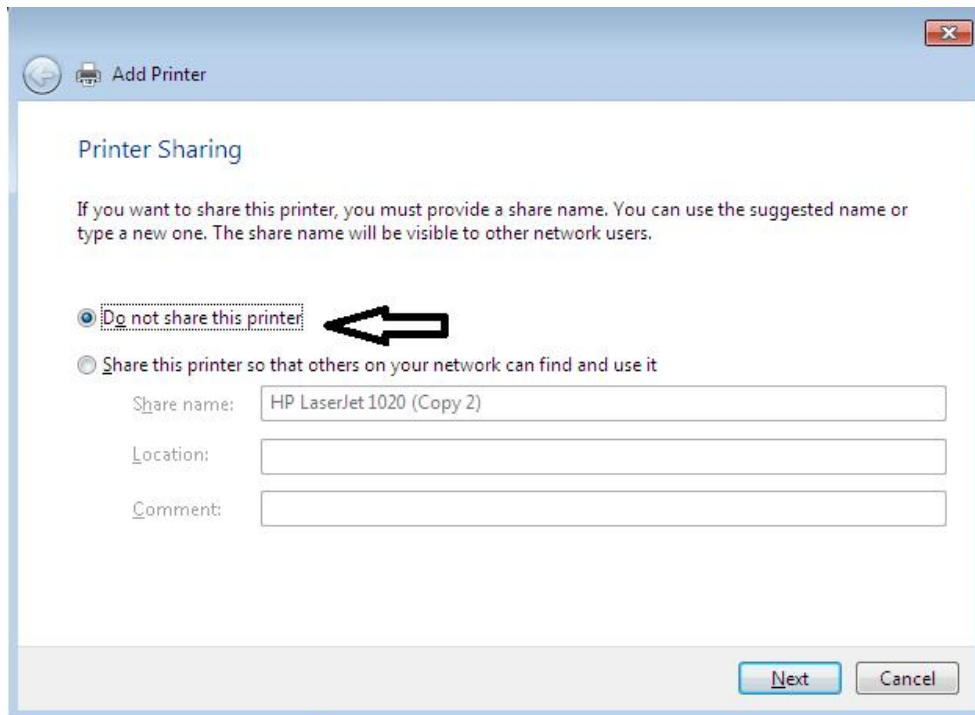 Add Printer
Printer Sharing
If you want to share this printer, you must provide a share name. You can use the suggested name or
type a new one. The share name will be visible to other network users.
Do not share this printer
Share this printer so that others on your network can find and use it
Share name: HP LaserJet 1020 (Copy 2)
Location:
Comment:
Next Cancel